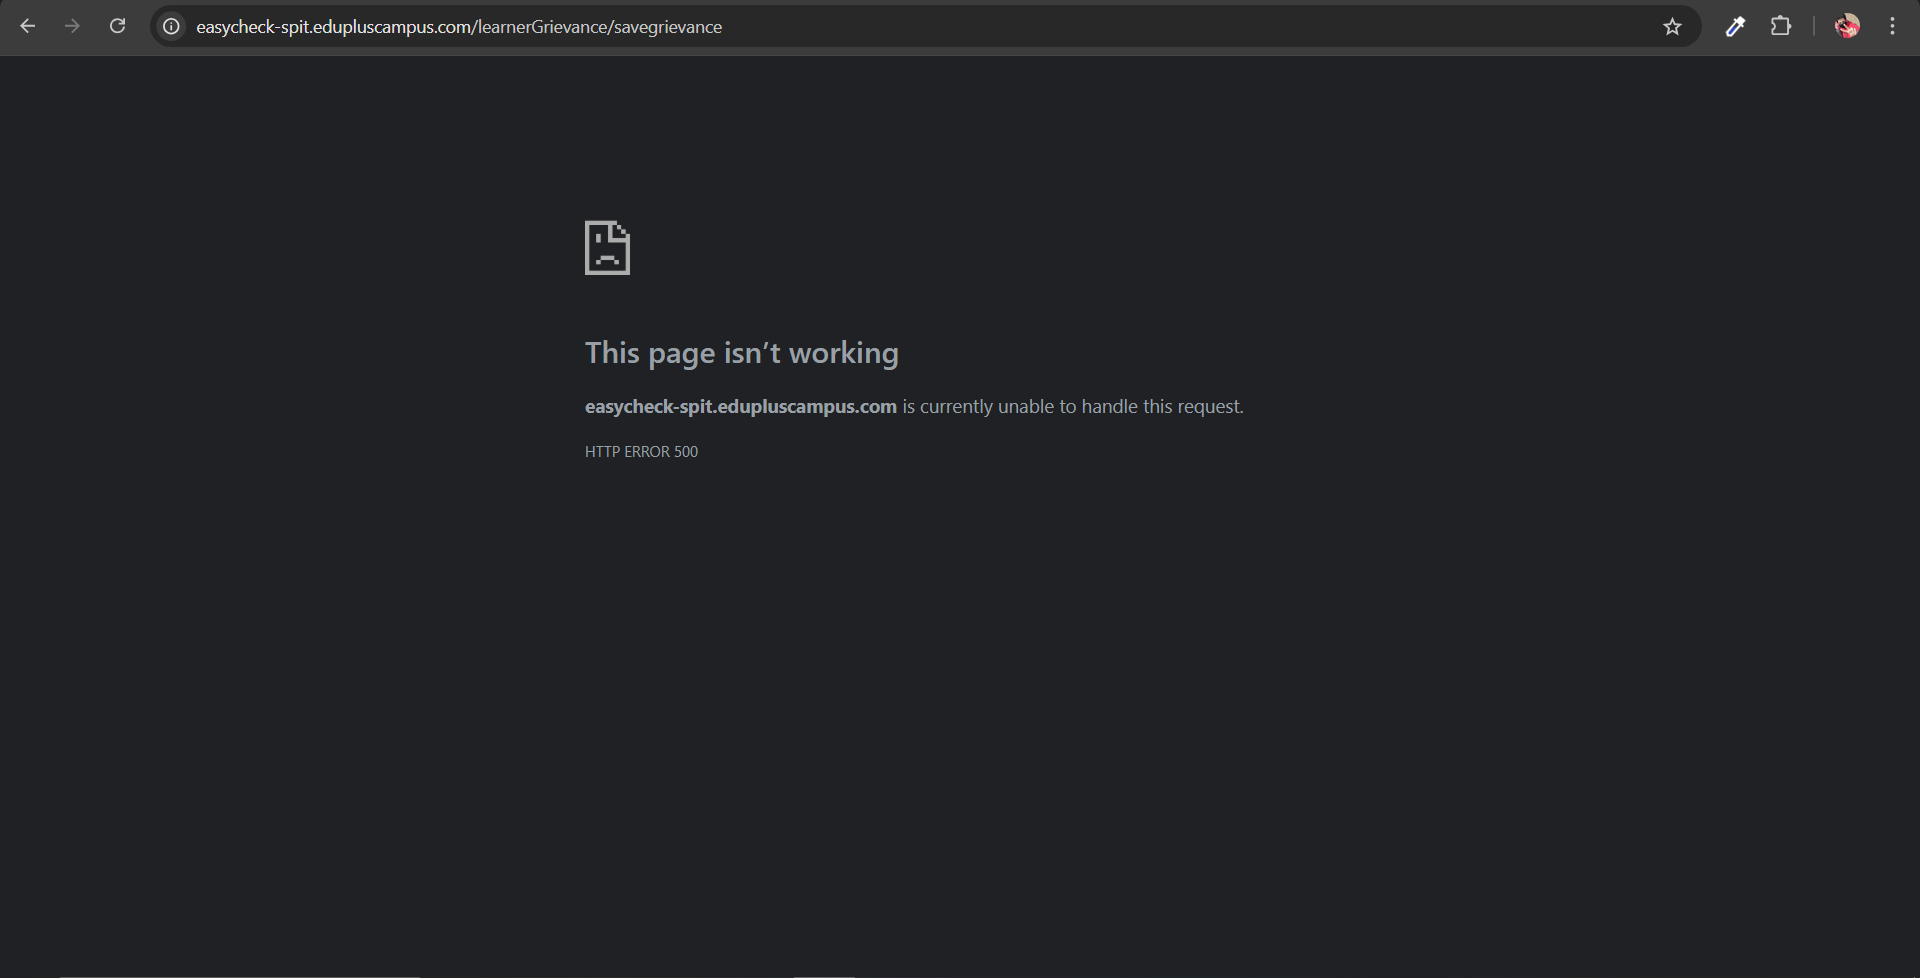 easycheck-spit.edupluscampus.com/learnerGrievance/savegrievance
This page isn’t working
easycheck-spit.edupluscampus.com is currently unable to handle this request.
HTTP ERROR 500